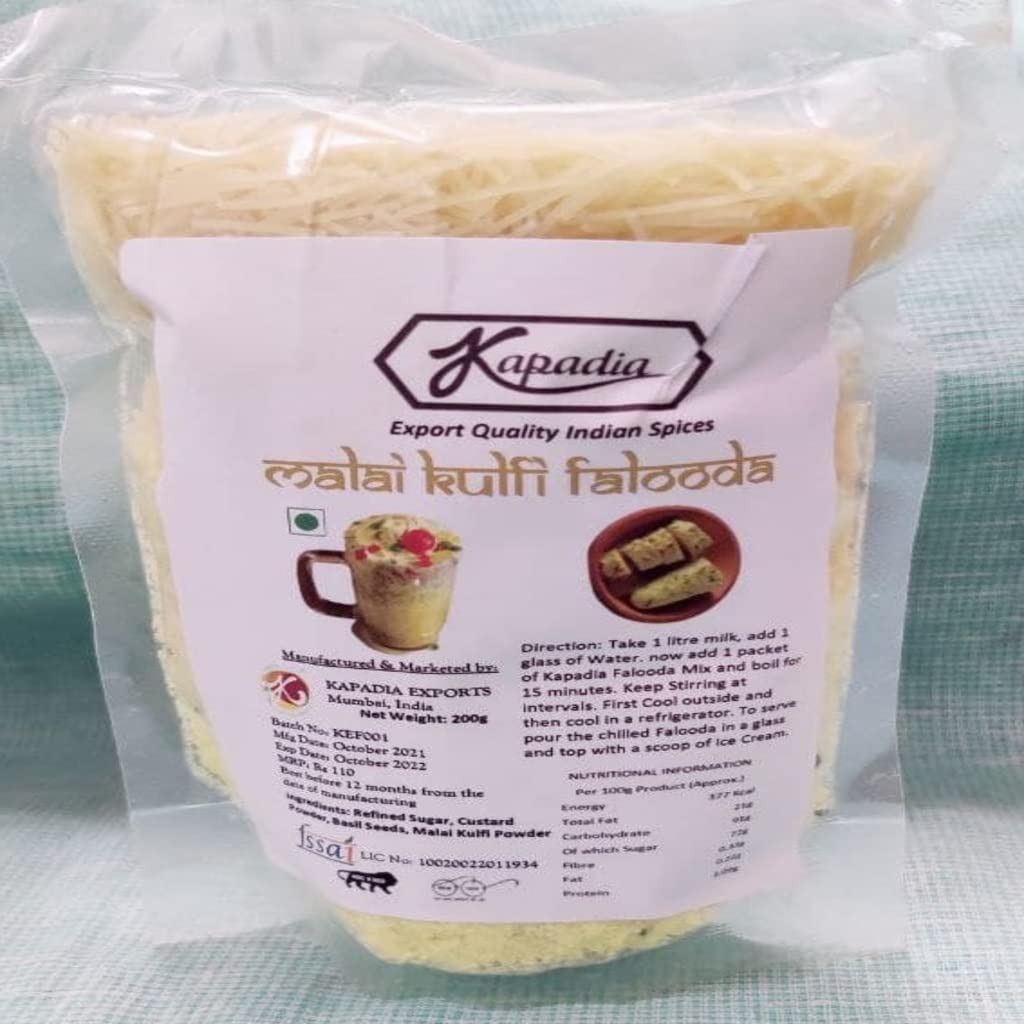 Kapadia
Export Quality Indian Spices
malai kulfi falooda
Manufactured & Marketed by:
KAPADIA EXPORTS
Mumbai, India
Net Weight: 200g
Batch No: KEF001
Mfg Date: October 2021
Exp Date: October 2022
MRP: Rs 110
Best before 12 months from the
date of manufacturing
Ingredients: Refined Sugar, Custard
Powder, Basil Seeds, Malai Kulfi Powder
fssai LIC No: 10020022011934
Direction: Take 1 litre milk, add 1
glass of Water. now add 1 packet
of Kapadia Falooda Mix and boil for
15 minutes. Keep Stirring at
intervals. First Cool outside and
then cool in a refrigerator. To serve
pour the chilled Falooda in a glass
and top with a scoop of Ice Cream.
NUTRITIONAL INFORMATION
Per 100g Product (Approx.)
Energy 377 Kcal
Total Fat
Carbohydrate
Of which Sugar
Fibre
Fat
Protein